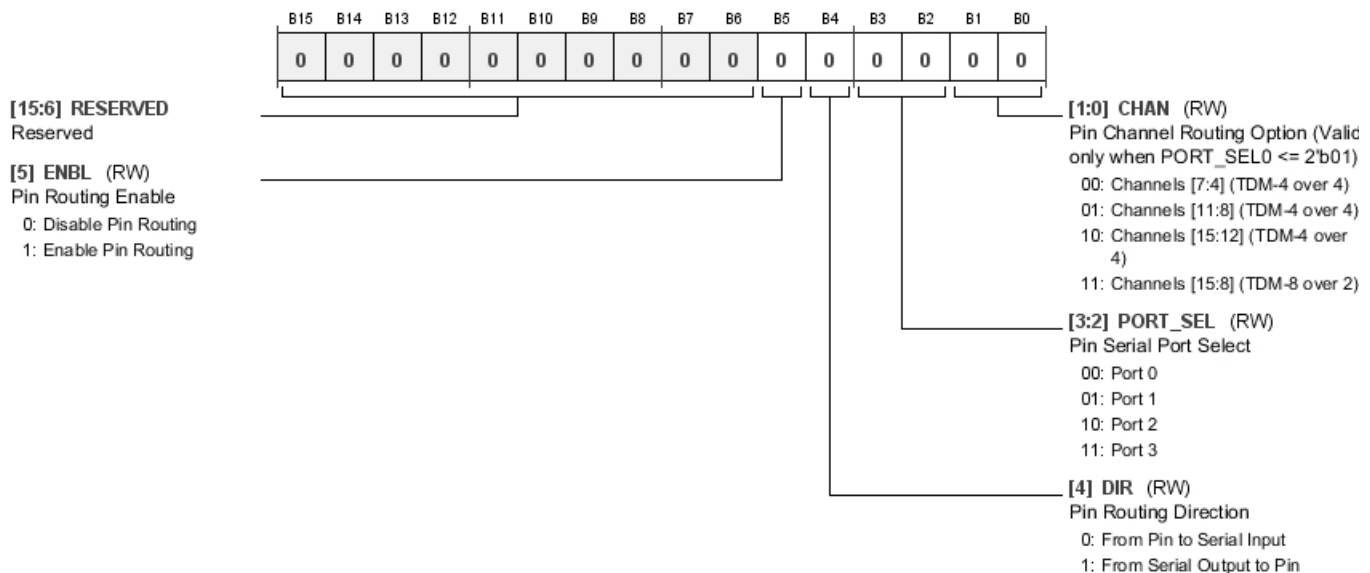 B15 B14 B13 B12 B11 B10 B9 B8 B7 B6 B5 B4 B3 B2 B1 B0
0 0 0 0 0 0 0 0 0 0 0 0 0 0 0 0
[15:6] RESERVED
Reserved
[5] ENBL (RW)
Pin Routing Enable
0: Disable Pin Routing
1: Enable Pin Routing
[1:0] CHAN (RW)
Pin Channel Routing Option (Valid
only when PORT_SEL0 <= 2'b01)
00: Channels [7:4] (TDM-4 over 4)
01: Channels [11:8] (TDM-4 over 4)
10: Channels [15:12] (TDM-4 over
4)
11: Channels [15:8] (TDM-8 over 2)
[3:2] PORT_SEL (RW)
Pin Serial Port Select
00: Port 0
01: Port 1
10: Port 2
11: Port 3
[4] DIR (RW)
Pin Routing Direction
0: From Pin to Serial Input
1: From Serial Output to Pin